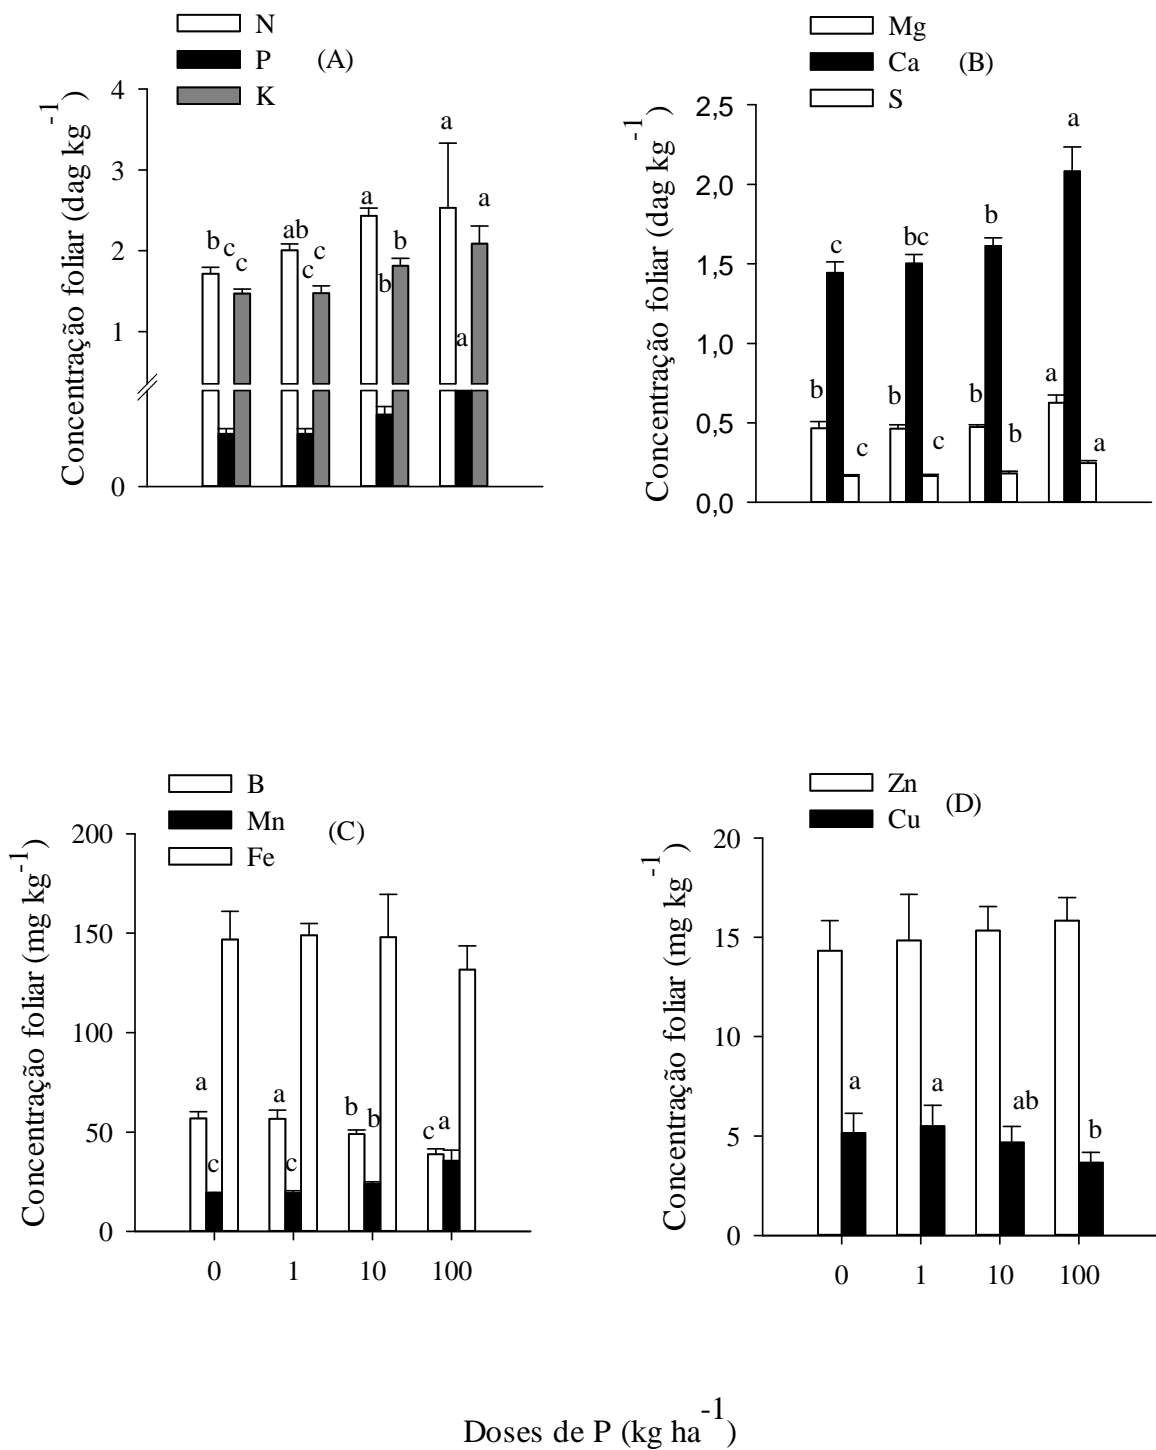 N
P
K
(A)
Concentração foliar (dag kg-1)
4
3
2
1
0
b c c
ab c c
a b b
a a a
Mg
Ca
S
(B)
Concentração foliar (dag kg-1)
2,5
2,0
1,5
1,0
0,5
0,0
b c c
b bc c
b b b
a a a
B
Mn
Fe
(C)
Concentração foliar (mg kg-1)
200
150
100
50
0
a c
a c
b b
c a
0 1 10 100
Zn
Cu
(D)
Concentração foliar (mg kg-1)
20
15
10
5
0
a a ab b
0 1 10 100
Doses de P (kg ha-1)